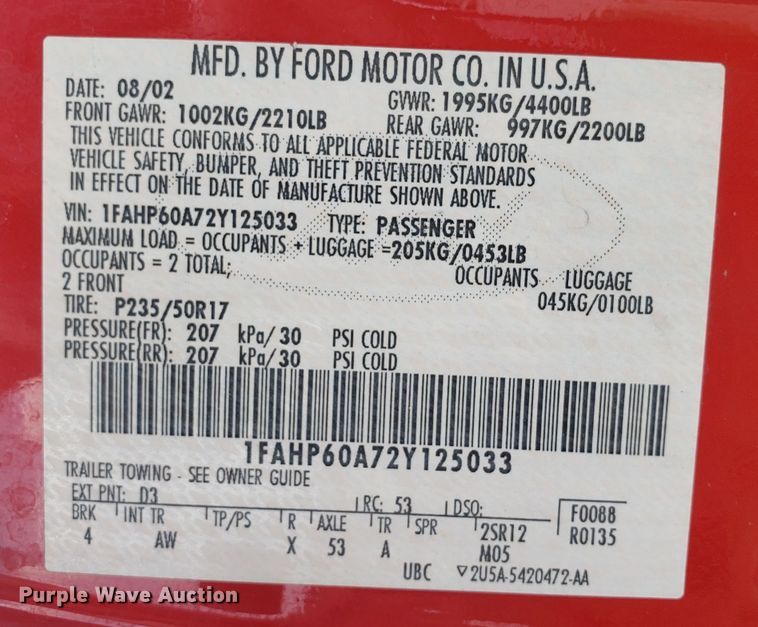 MFD. BY FORD MOTOR CO. IN U.S.A.
DATE: 08/02 GVWR: 1995KG/4400LB
FRONT GAWR: 1002KG/2210LB REAR GAWR: 997KG/2200LB
THIS VEHICLE CONFORMS TO ALL APPLICABLE FEDERAL MOTOR
VEHICLE SAFETY, BUMPER, AND THEFT PREVENTION STANDARDS
IN EFFECT ON THE DATE OF MANUFACTURE SHOWN ABOVE.
VIN: 1FAHP60A72Y125033 TYPE: PASSENGER
MAXIMUM LOAD = OCCUPANTS + LUGGAGE =205KG/0453LB
OCCUPANTS = 2 TOTAL; OCCUPANTS LUGGAGE
2 FRONT 045KG/0100LB
TIRE: P235/50R17
PRESSURE(FR): 207 kPa/30 PSI COLD
PRESSURE(RR): 207 kPa/30 PSI COLD
1FAHP60A72Y125033
TRAILER TOWING - SEE OWNER GUIDE
EXT PNT: D3 RC: 53 DSO: F0088
BRK INT TR TP/PS R AXLE TR SPR 2SR12 R0135
4 AW X 53 A M05
UBC ▽2U5A-5420472-AA
Purple Wave Auction